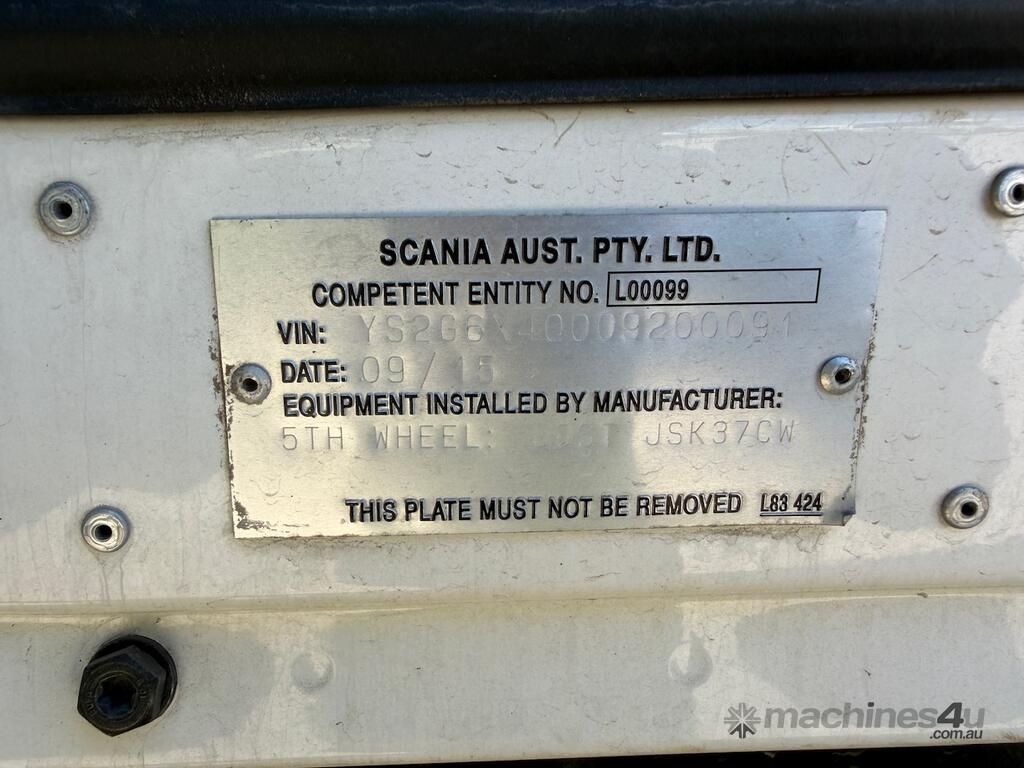 SCANIA AUST. PTY. LTD.
COMPETENT ENTITY NO. L00099
VIN: YS2G6X40009200091
DATE: 09/15
EQUIPMENT INSTALLED BY MANUFACTURER:
5TH WHEEL: JSK37CW
THIS PLATE MUST NOT BE REMOVED L83 424
machines4u
.com.au